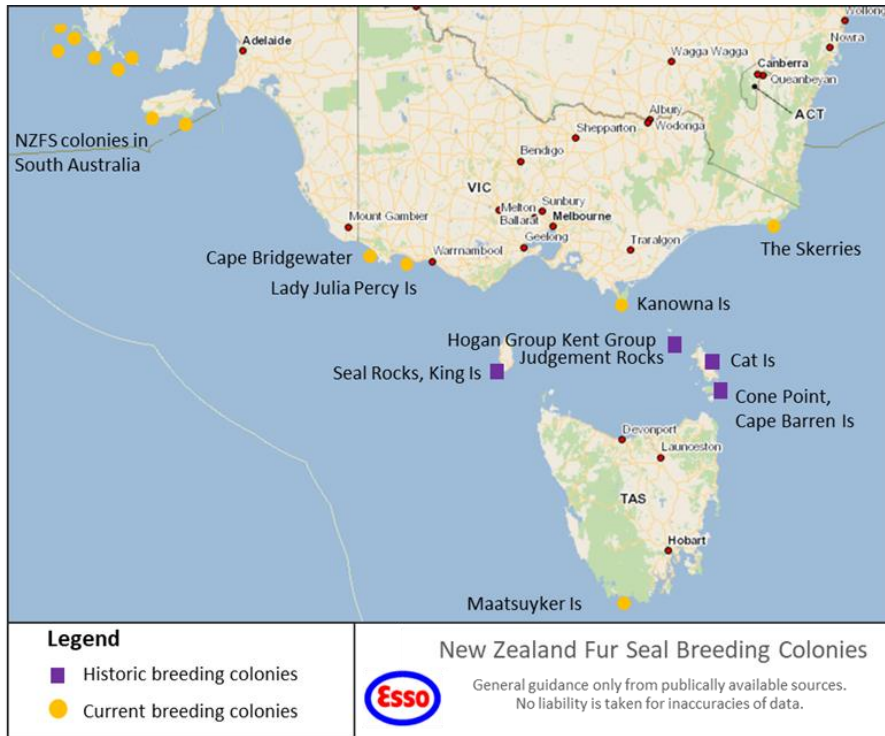 Wollong
Adelaide
Nowra
Wagga Wagga
Canberra
Queanbeyan
ACT
Albury
Wodonga
Shepparton
NZFS colonies in
South Australia
Bendigo
VIC
Melton
Sunbury
Ballarat
Melbourne
Mount Gambier
Geelong
Traralgon
The Skerries
Cape Bridgewater
Warrnambool
Lady Julia Percy Is
Kanowna Is
Hogan Group Kent Group
Judgement Rocks
Cat Is
Seal Rocks, King Is
Cone Point,
Cape Barren Is
Devonport
Launceston
TAS
Hobart
Maatsuyker Is
Legend
Historic breeding colonies
Current breeding colonies
New Zealand Fur Seal Breeding Colonies
Esso
General guidance only from publically available sources.
No liability is taken for inaccuracies of data.